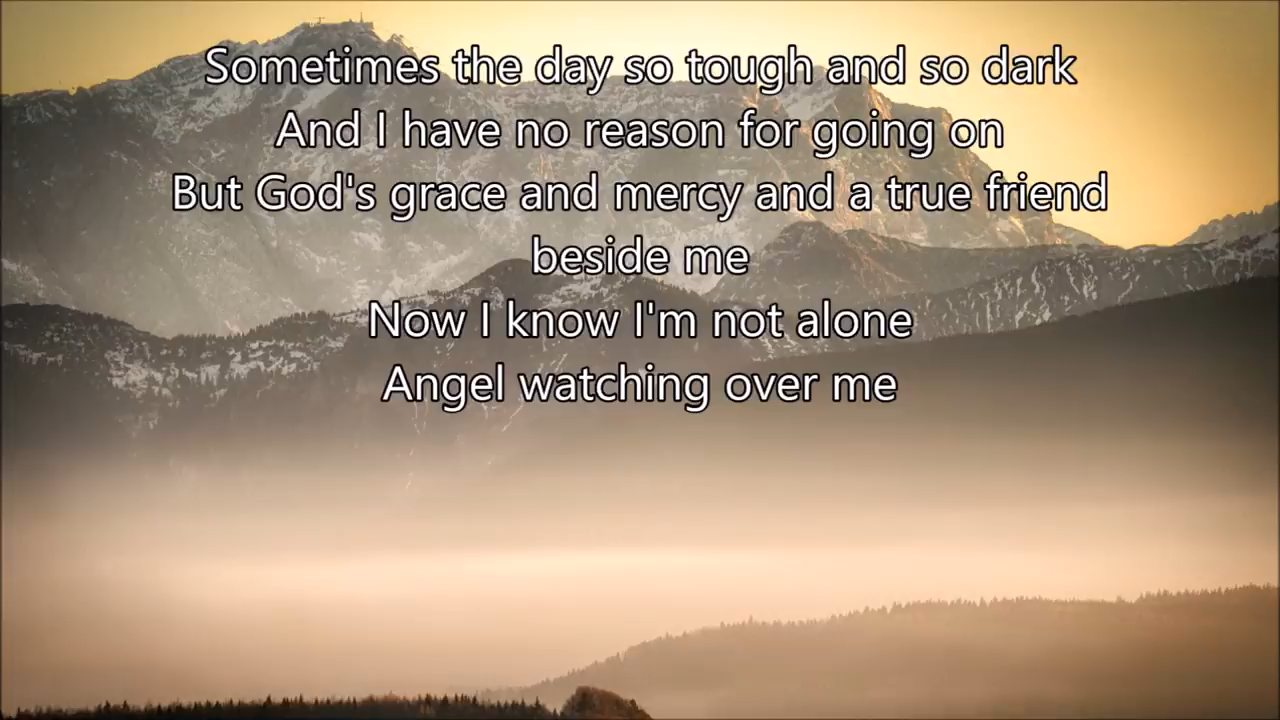 Sometimes the day so tough and so dark
And I have no reason for going on
But God's grace and mercy and a true friend
beside me
Now I know I'm not alone
Angel watching over me